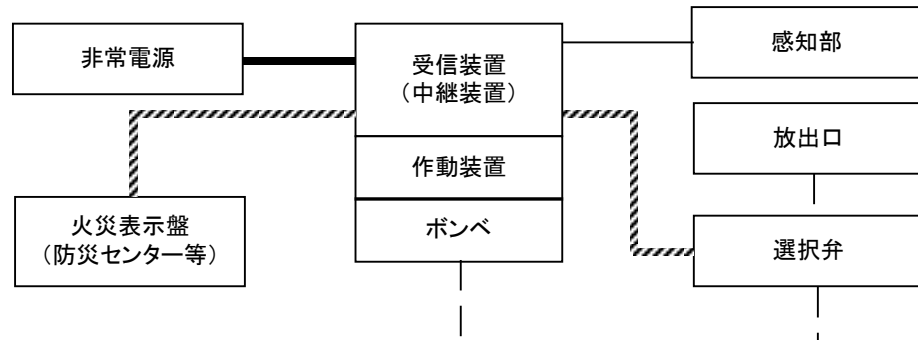 非常電源
受信装置
（中継装置）
感知部
放出口
作動装置
火災表示盤
（防災センター等）
ボンベ
選択弁